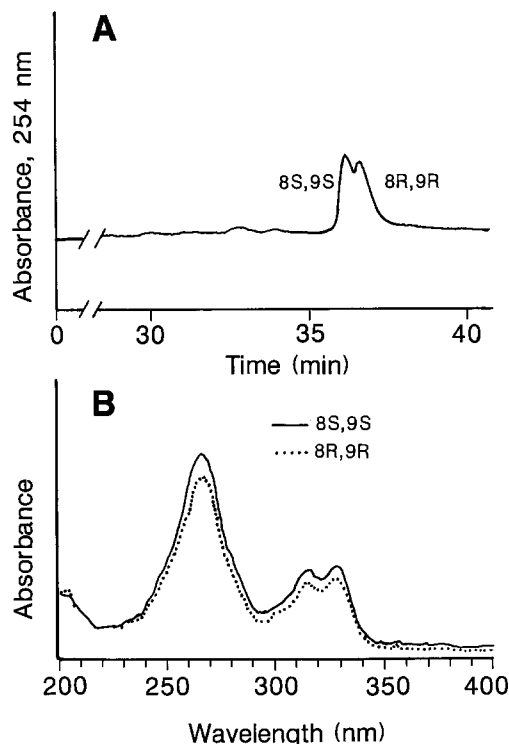 A
Absorbance, 254 nm
8S,9S
8R,9R
0
30
35
40
Time (min)
B
8S,9S
8R,9R
Absorbance
200
250
300
350
400
Wavelength (nm)